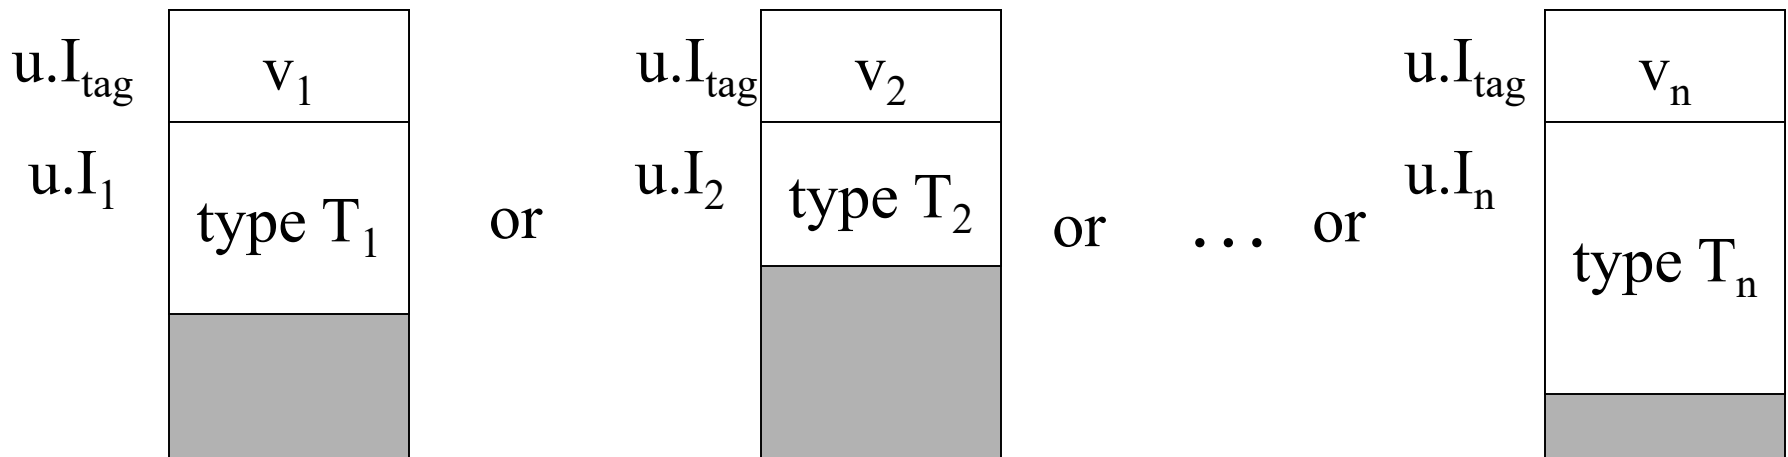 u.I_tag v_1 u.I_tag v_2 u.I_tag v_n
u.I_1 type T_1 or u.I_2 type T_2 or … or u.I_n type T_n